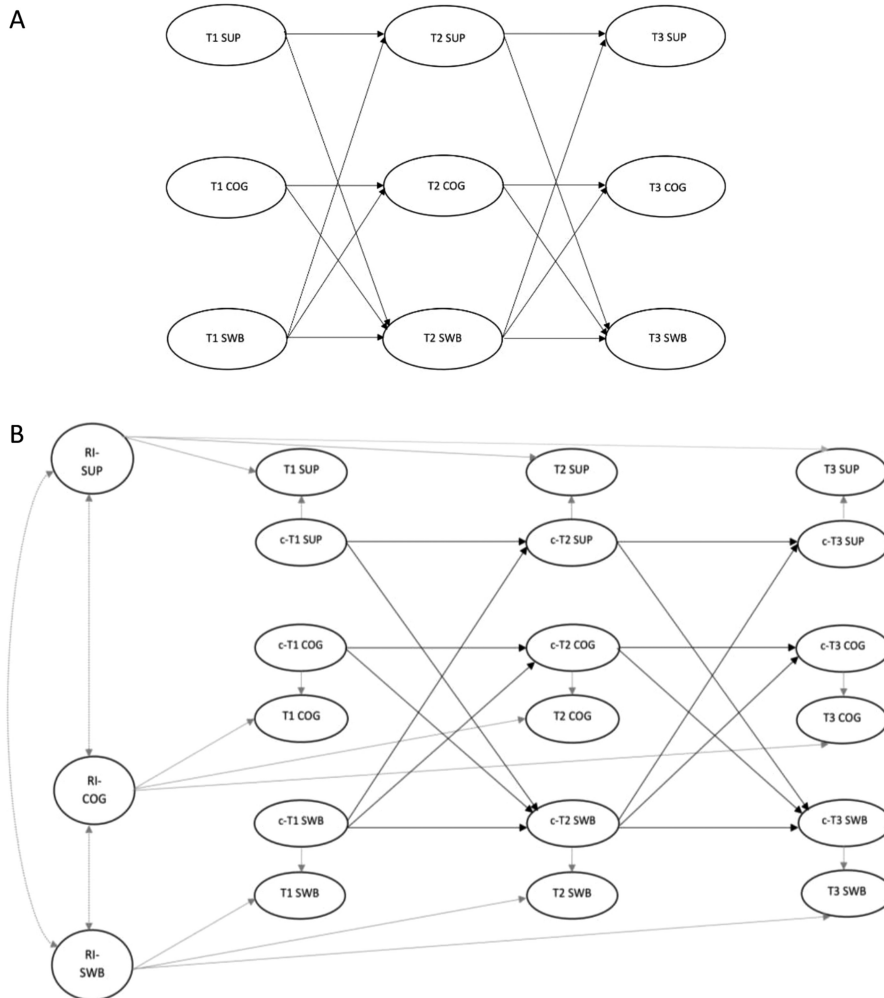 A
T1 SUP
T2 SUP
T3 SUP
T1 COG
T2 COG
T3 COG
T1 SWB
T2 SWB
T3 SWB
B
RI-
SUP
T1 SUP
T2 SUP
T3 SUP
c-T1 SUP
c-T2 SUP
c-T3 SUP
c-T1 COG
c-T2 COG
c-T3 COG
T1 COG
T2 COG
T3 COG
RI-
COG
c-T1 SWB
c-T2 SWB
c-T3 SWB
T1 SWB
T2 SWB
T3 SWB
RI-
SWB